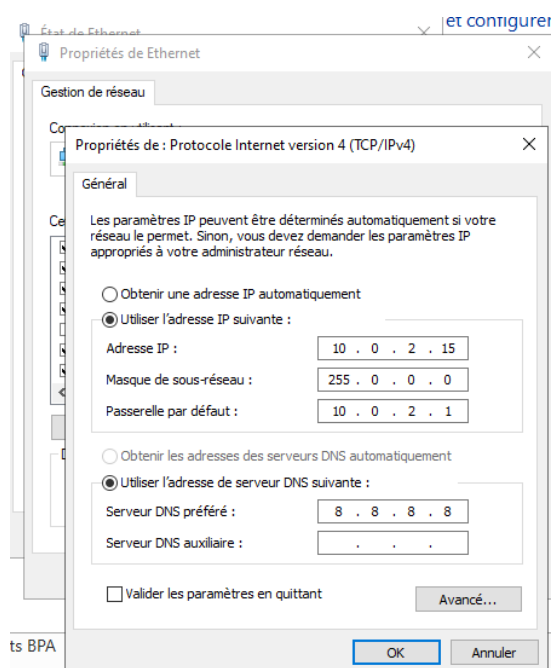 et configurer
État de Ethernet
Propriétés de Ethernet
Gestion de réseau
Propriétés de : Protocole Internet version 4 (TCP/IPv4)
Général
Les paramètres IP peuvent être déterminés automatiquement si votre
réseau le permet. Sinon, vous devez demander les paramètres IP
appropriés à votre administrateur réseau.
Obtenir une adresse IP automatiquement
Utiliser l'adresse IP suivante :
Adresse IP : 10 . 0 . 2 . 15
Masque de sous-réseau : 255 . 0 . 0 . 0
Passerelle par défaut : 10 . 0 . 2 . 1
Obtenir les adresses des serveurs DNS automatiquement
Utiliser l'adresse de serveur DNS suivante :
Serveur DNS préféré : 8 . 8 . 8 . 8
Serveur DNS auxiliaire : . . .
Valider les paramètres en quittant
Avancé...
ts BPA
OK Annuler